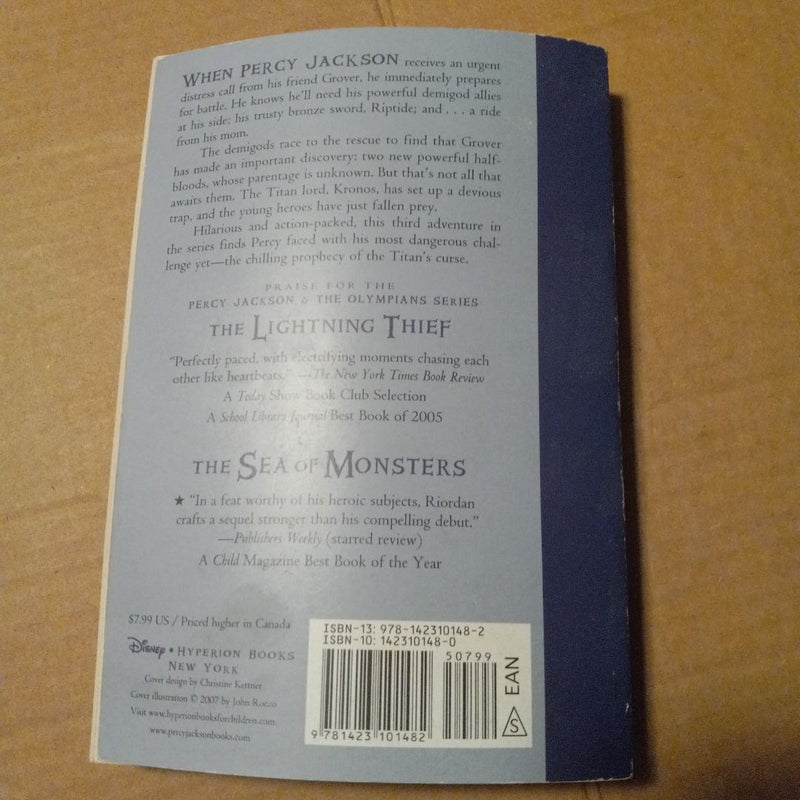 WHEN PERCY JACKSON receives an urgent
distress call from his friend Grover, he immediately prepares
for battle. He knows he'll need his powerful demigod allies
at his side; his trusty bronze sword, Riptide; and . . . a ride
from his mom.
The demigods race to the rescue to find that Grover
has made an important discovery: two new powerful half-
bloods, whose parentage is unknown. But that's not all that
awaits them. The Titan lord, Kronos, has set up a devious
trap, and the young heroes have just fallen prey.
Hilarious and action-packed, this third adventure in
the series finds Percy faced with his most dangerous chal-
lenge yet—the chilling prophecy of the Titan's curse.
PRAISE FOR THE
PERCY JACKSON & THE OLYMPIANS SERIES
THE LIGHTNING THIEF
"Perfectly paced, with electrifying moments chasing each
other like heartbeats." —The New York Times Book Review
A Today Show Book Club Selection
A School Library Journal Best Book of 2005
THE SEA OF MONSTERS
★ "In a feat worthy of his heroic subjects, Riordan
crafts a sequel stronger than his compelling debut."
—Publishers Weekly (starred review)
A Child Magazine Best Book of the Year
$7.99 US / Priced higher in Canada
Disney • HYPERION BOOKS
NEW YORK
Cover design by Christine Kettner
Cover illustration © 2007 by John Rocco
Visit www.hyperionbooksforchildren.com
www.percyjacksonbooks.com
ISBN-13: 978-142310148-2
ISBN-10: 142310148-0
50799
9 781423 101482
EAN
S